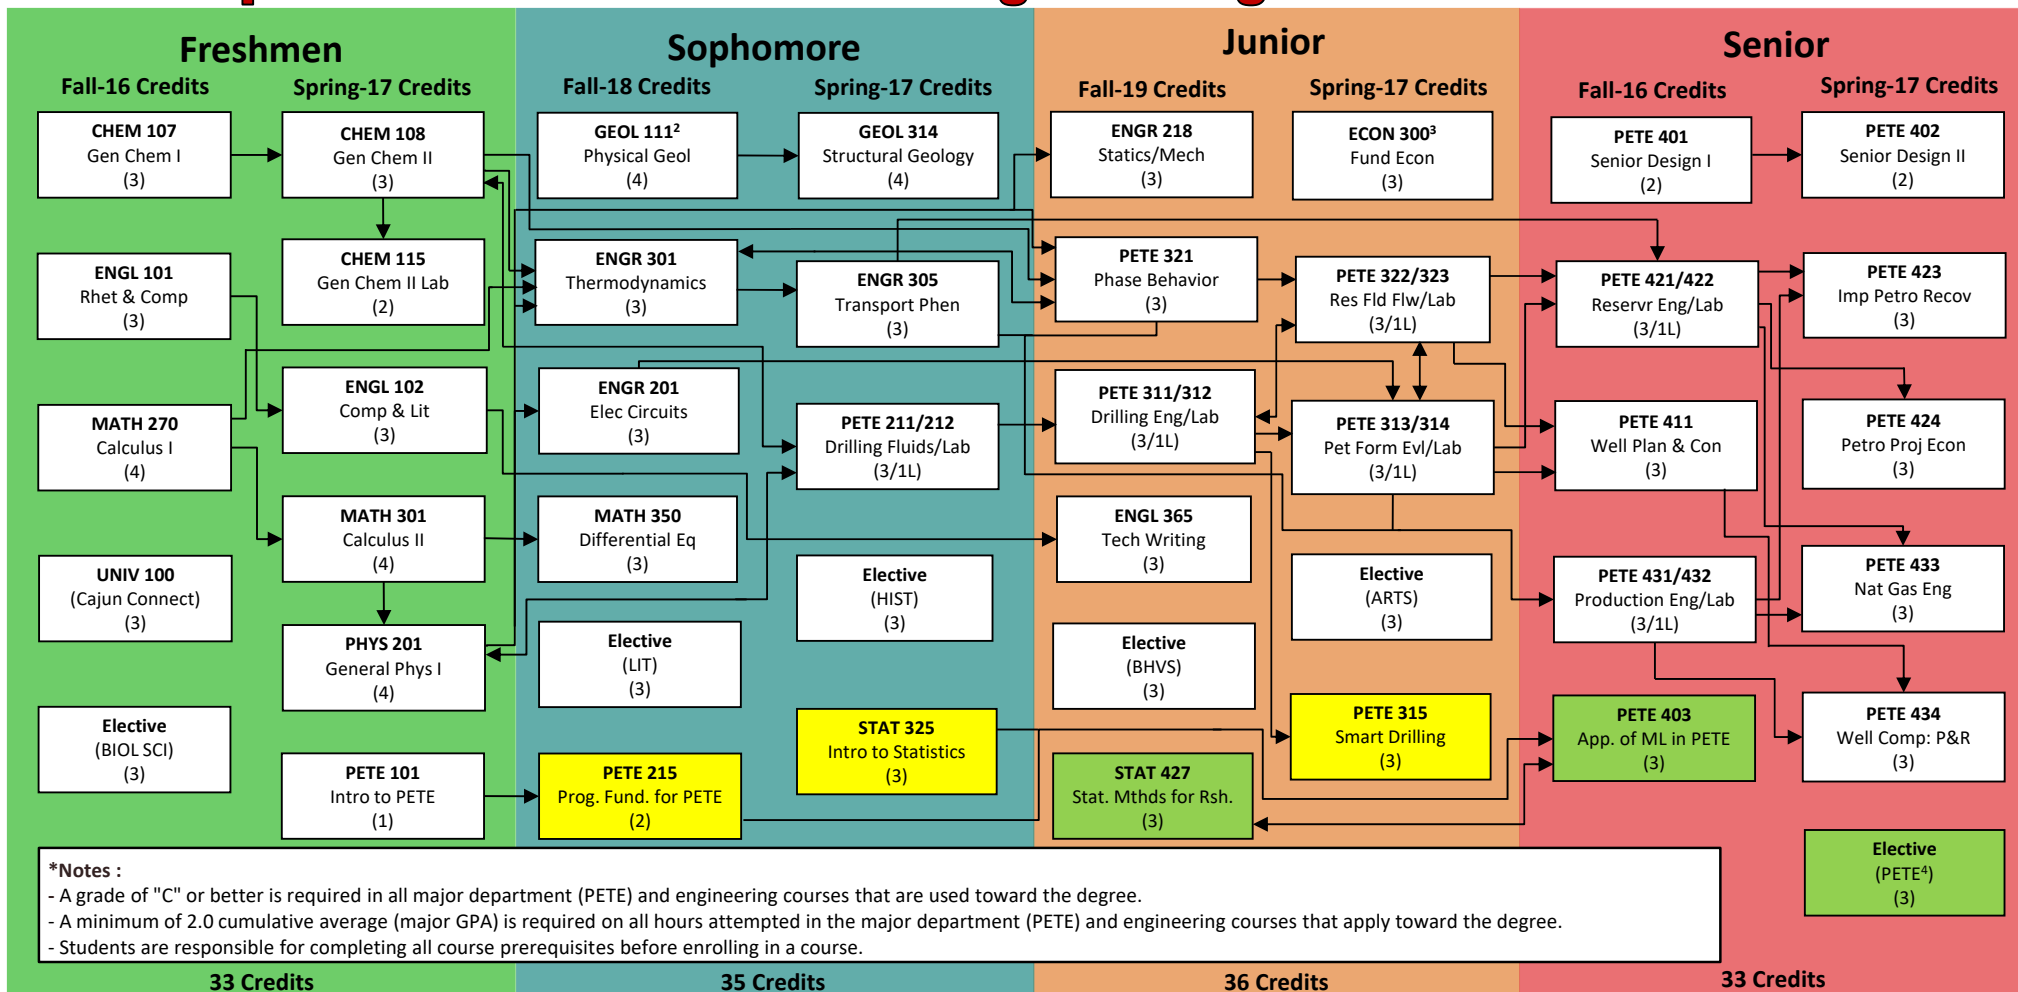 Freshmen
Fall-16 Credits
Spring-17 Credits
CHEM 107
Gen Chem I
(3)
ENGL 101
Rhet & Comp
(3)
MATH 270
Calculus I
(4)
UNIV 100
(Cajun Connect)
(3)
Elective
(BIOL SCI)
(3)
CHEM 108
Gen Chem II
(3)
CHEM 115
Gen Chem II Lab
(2)
ENGL 102
Comp & Lit
(3)
MATH 301
Calculus II
(4)
PHYS 201
General Phys I
(4)
PETE 101
Intro to PETE
(1)
Sophomore
Fall-18 Credits
Spring-17 Credits
GEOL 111²
Physical Geol
(4)
ENGR 301
Thermodynamics
(3)
ENGR 201
Elec Circuits
(3)
MATH 350
Differential Eq
(3)
Elective
(LIT)
(3)
PETE 215
Prog. Fund. for PETE
(2)
GEOL 314
Structural Geology
(4)
ENGR 305
Transport Phen
(3)
PETE 211/212
Drilling Fluids/Lab
(3/1L)
Elective
(HIST)
(3)
STAT 325
Intro to Statistics
(3)
Junior
Fall-19 Credits
Spring-17 Credits
ENGR 218
Statics/Mech
(3)
PETE 321
Phase Behavior
(3)
PETE 311/312
Drilling Eng/Lab
(3/1L)
ENGL 365
Tech Writing
(3)
Elective
(BHVS)
(3)
STAT 427
Stat. Mthds for Rsh.
(3)
ECON 300³
Fund Econ
(3)
PETE 322/323
Res Fld Flw/Lab
(3/1L)
PETE 313/314
Pet Form Evl/Lab
(3/1L)
Elective
(ARTS)
(3)
PETE 315
Smart Drilling
(3)
Senior
Fall-16 Credits
Spring-17 Credits
PETE 401
Senior Design I
(2)
PETE 421/422
Reservr Eng/Lab
(3/1L)
PETE 411
Well Plan & Con
(3)
PETE 431/432
Production Eng/Lab
(3/1L)
PETE 403
App. of ML in PETE
(3)
PETE 402
Senior Design II
(2)
PETE 423
Imp Petro Recov
(3)
PETE 424
Petro Proj Econ
(3)
PETE 433
Nat Gas Eng
(3)
PETE 434
Well Comp: P&R
(3)
Elective
(PETE⁴)
(3)
*Notes :
- A grade of "C" or better is required in all major department (PETE) and engineering courses that are used toward the degree.
- A minimum of 2.0 cumulative average (major GPA) is required on all hours attempted in the major department (PETE) and engineering courses that apply toward the degree.
- Students are responsible for completing all course prerequisites before enrolling in a course.
33 Credits
35 Credits
36 Credits
33 Credits